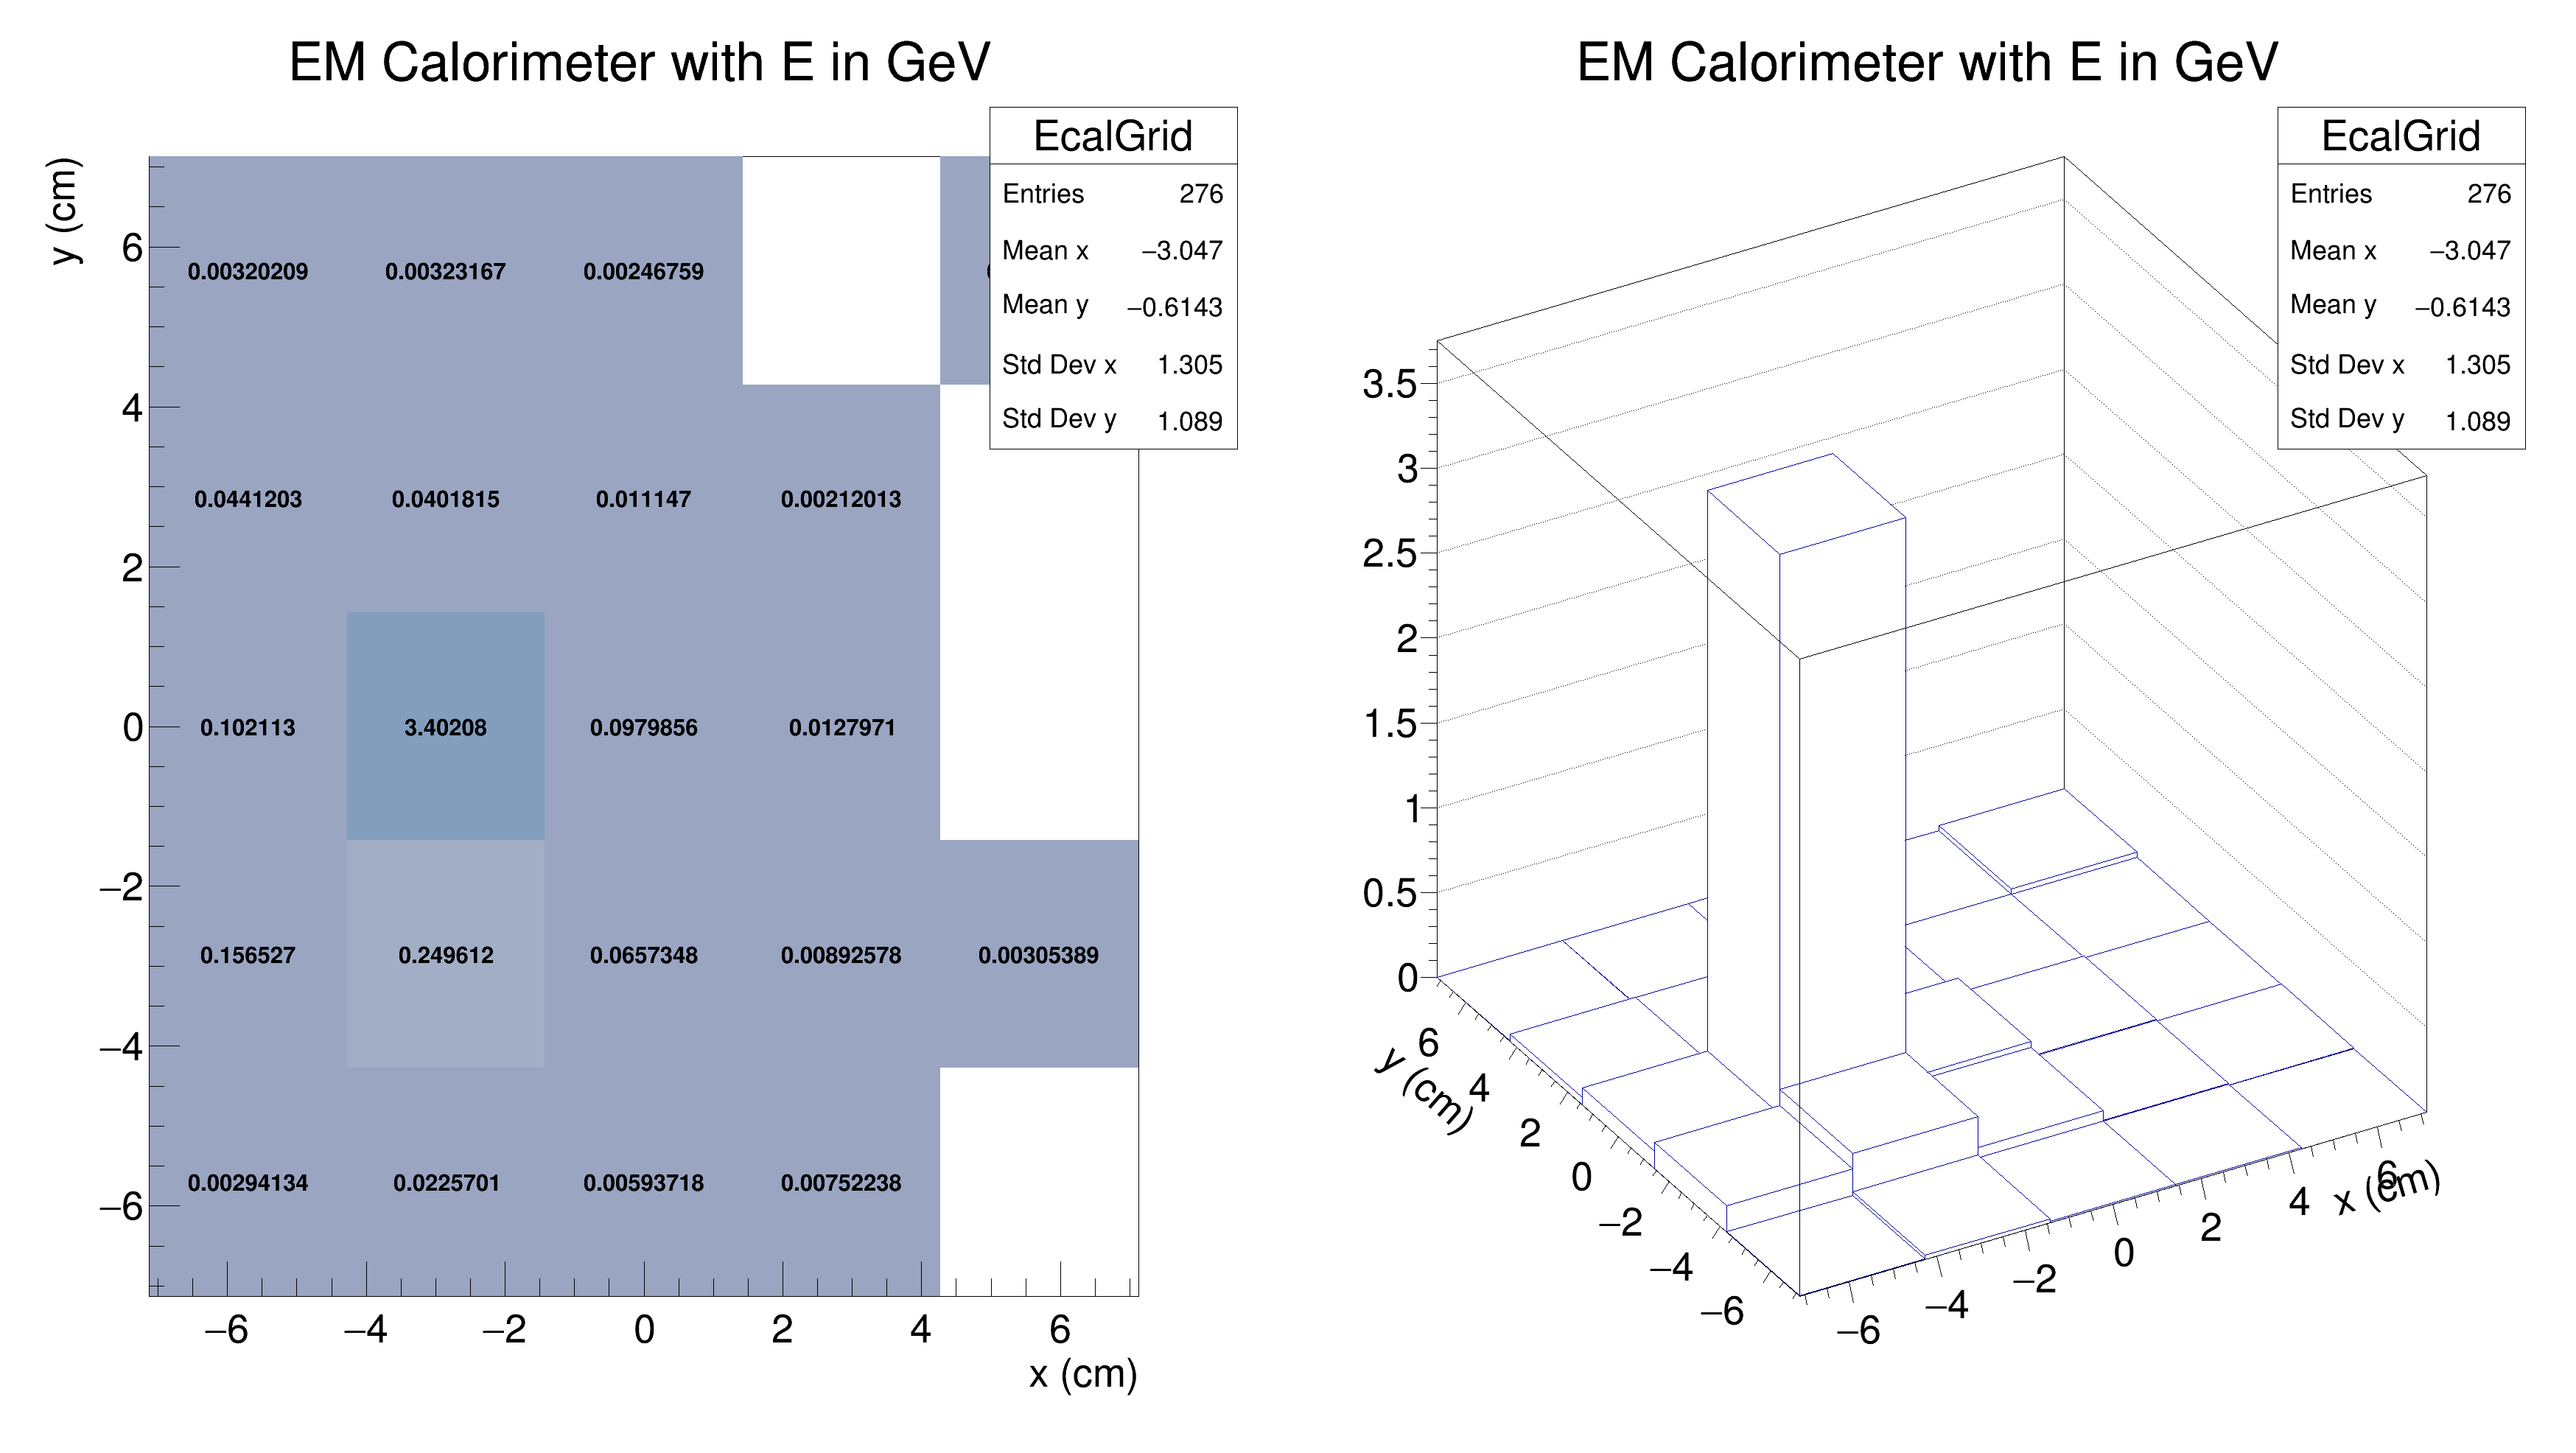 EM Calorimeter with E in GeV
EcalGrid
Entries 276
Mean x −3.047
Mean y −0.6143
Std Dev x 1.305
Std Dev y 1.089
y (cm)
6
4
2
0
−2
−4
−6
0.00320209 0.00323167 0.00246759
0.0441203 0.0401815 0.011147 0.00212013
0.102113 3.40208 0.0979856 0.0127971
0.156527 0.249612 0.0657348 0.00892578 0.00305389
0.00294134 0.0225701 0.00593718 0.00752238
−6 −4 −2 0 2 4 6
x (cm)
EM Calorimeter with E in GeV
EcalGrid
Entries 276
Mean x −3.047
Mean y −0.6143
Std Dev x 1.305
Std Dev y 1.089
3.5
3
2.5
2
1.5
1
0.5
0
y (cm)
6
4
2
0
−2
−4
−6
−6 −4 −2 0 2 4 6
x (cm)